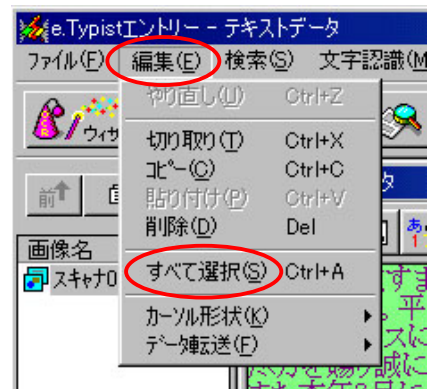 e.Typistエントリー - テキストデータ
ファイル(F) 編集(E) 検索(S) 文字認識(M
やり直し(U) Ctrl+Z
ウィサ
切り取り(T) Ctrl+X
コピー(C) Ctrl+C
前
貼り付け(P) Ctrl+V
タ
削除(D) Del
画像名
すべて選択(S) Ctrl+A
スキャナ0
カーソル形状(K)
データ転送(F)